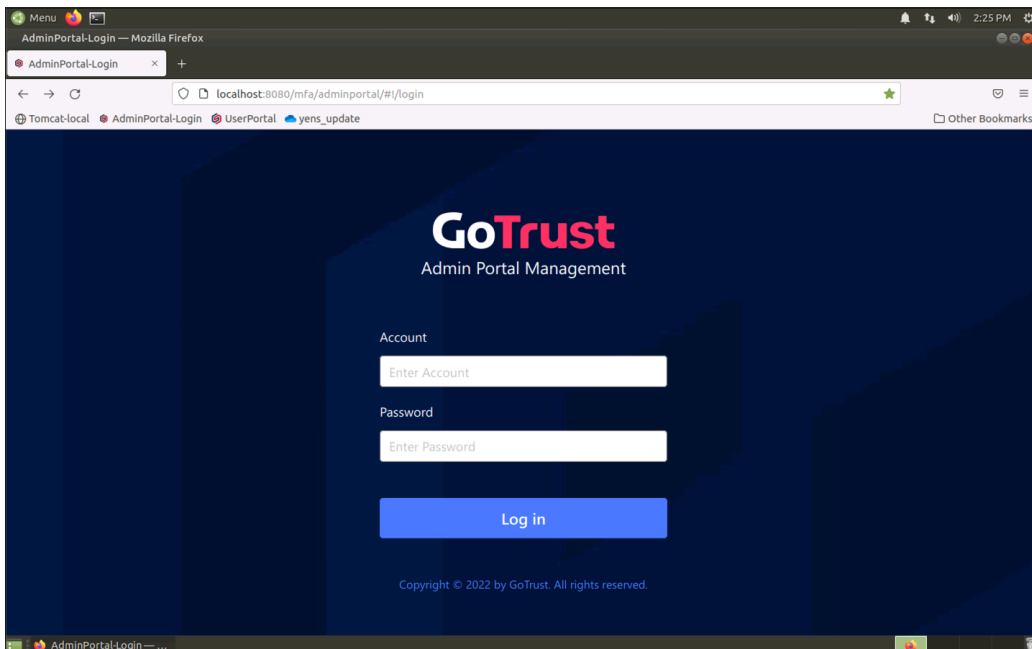 Menu 2:25 PM
AdminPortal-Login — Mozilla Firefox
AdminPortal-Login × +
localhost:8080/mfa/adminportal/#!/login
Tomcat-local AdminPortal-Login UserPortal yens_update Other Bookmarks
GoTrust
Admin Portal Management
Account
Enter Account
Password
Enter Password
Log in
Copyright © 2022 by GoTrust. All rights reserved.
AdminPortal-Login — ...